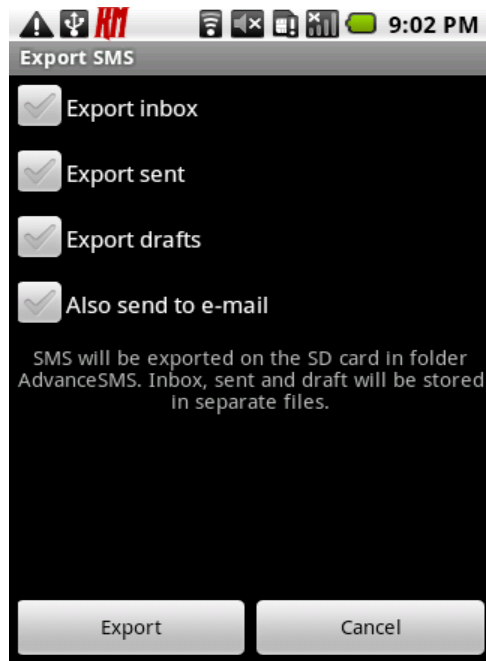 KM 9:02 PM
Export SMS
Export inbox
Export sent
Export drafts
Also send to e-mail
SMS will be exported on the SD card in folder
AdvanceSMS. Inbox, sent and draft will be stored
in separate files.
Export Cancel